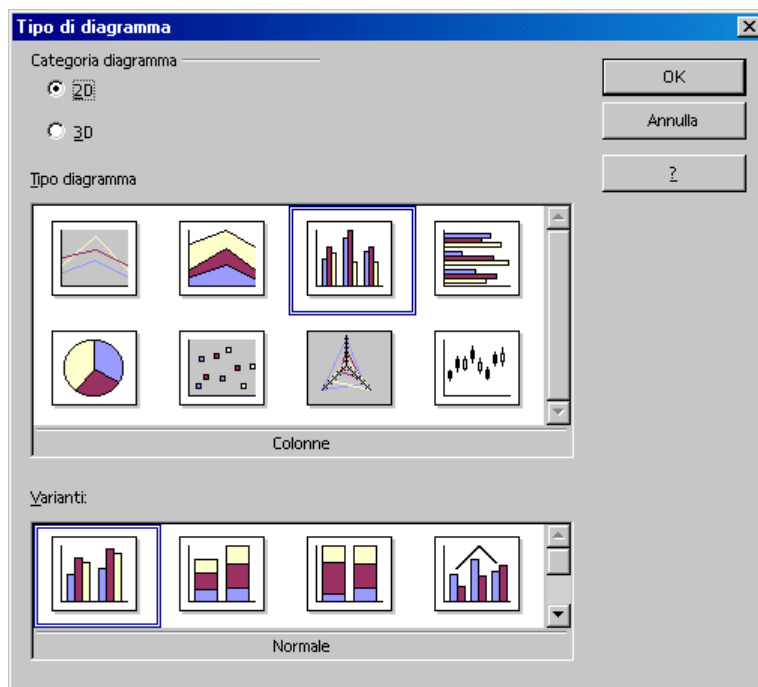 Tipo di diagramma
Categoria diagramma
2D
3D
OK
Annulla
?
Tipo diagramma
Colonne
Varianti:
Normale